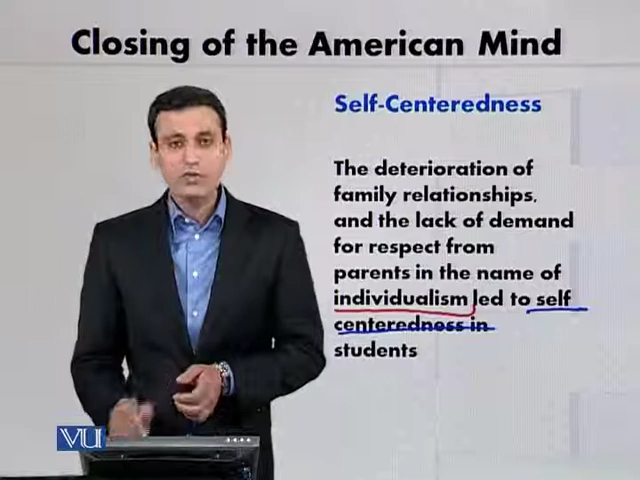 Closing of the American Mind
Self-Centeredness
The deterioration of
family relationships,
and the lack of demand
for respect from
parents in the name of
individualism led to self
centeredness in
students
VU